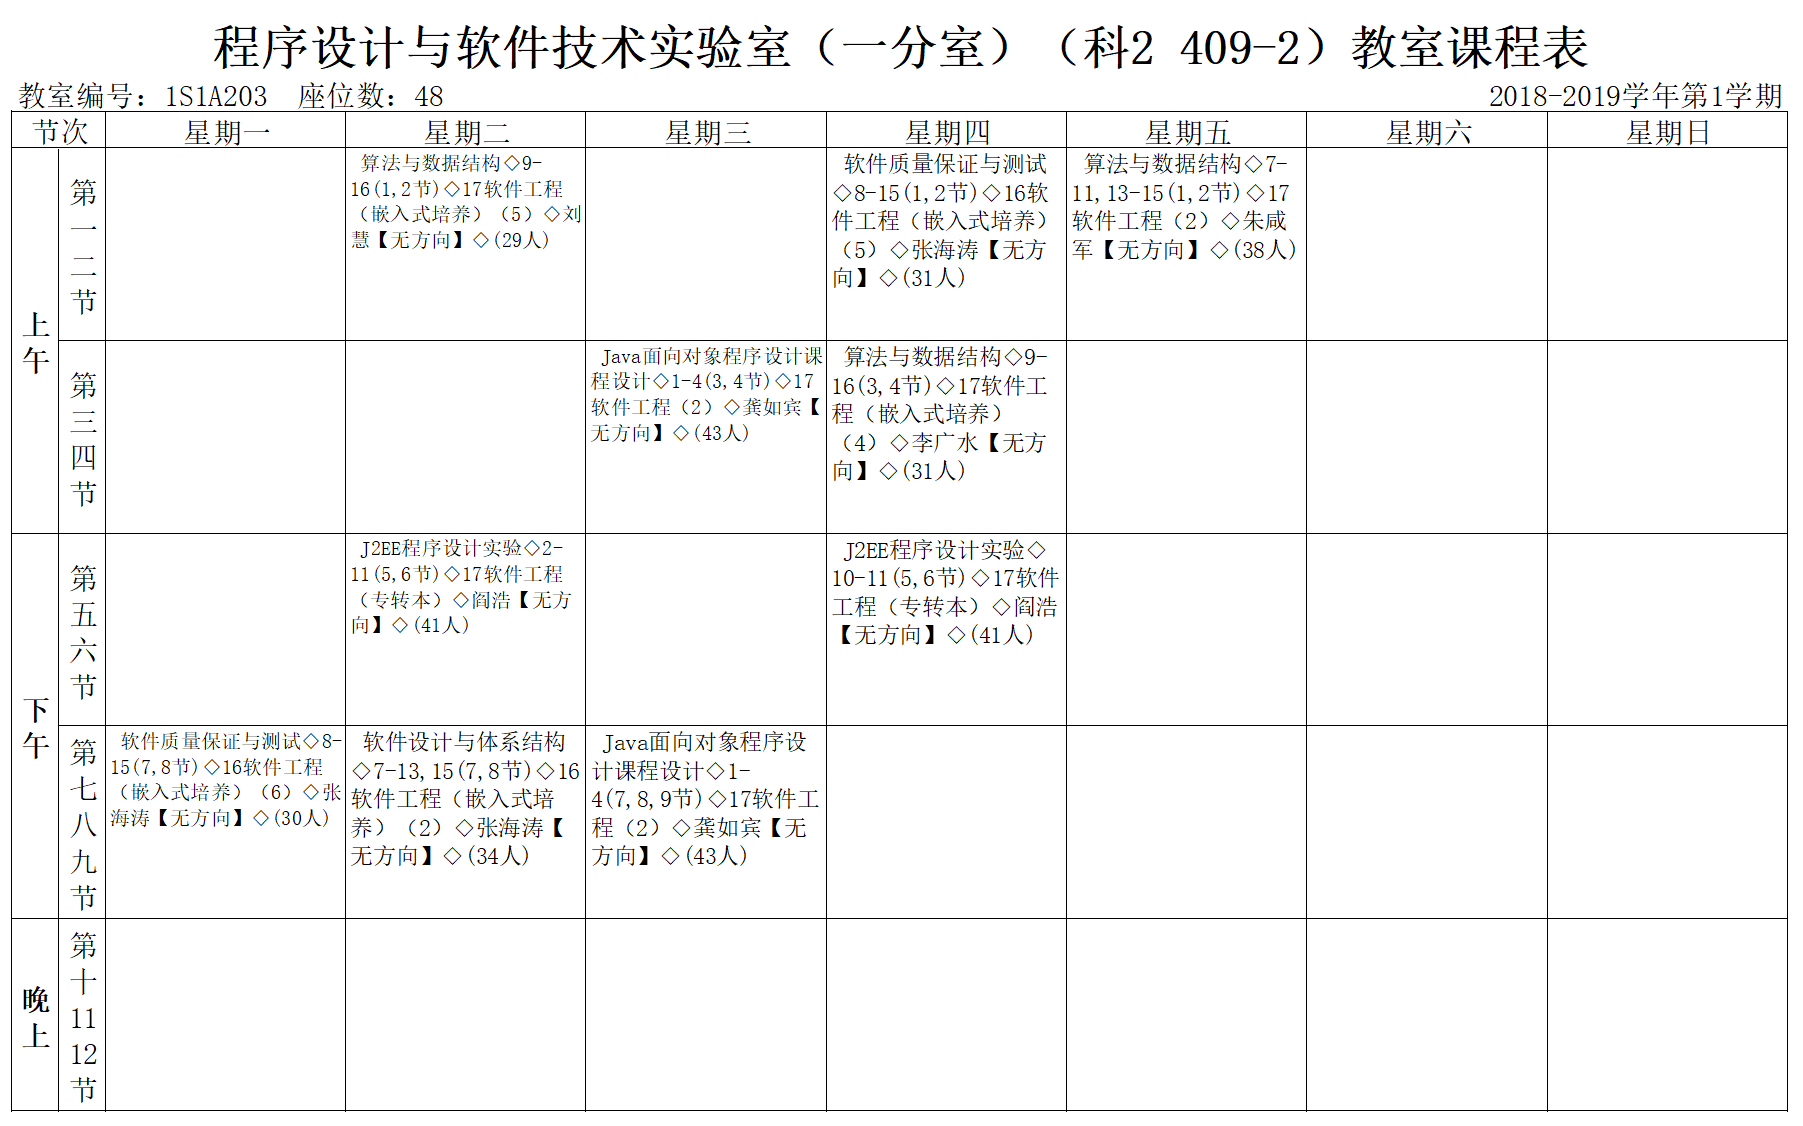 程序设计与软件技术实验室（一分室）（科2 409-2）教室课程表
教室编号：1S1A203 座位数：48
2018-2019学年第1学期
节次 星期一 星期二 星期三 星期四 星期五 星期六 星期日
上午
第一二节
算法与数据结构◇9-
16(1,2节)◇17软件工程
（嵌入式培养）（5）◇刘
慧【无方向】◇(29人)
软件质量保证与测试
◇8-15(1,2节)◇16软
件工程（嵌入式培养）
（5）◇张海涛【无方
向】◇(31人)
算法与数据结构◇7-
11,13-15(1,2节)◇17
软件工程（2）◇朱咸
军【无方向】◇(38人)
第三四节
Java面向对象程序设计课
程设计◇1-4(3,4节)◇17
软件工程（2）◇龚如宾【
无方向】◇(43人)
算法与数据结构◇9-
16(3,4节)◇17软件工
程（嵌入式培养）
（4）◇李广水【无方
向】◇(31人)
下午
第五六节
J2EE程序设计实验◇2-
11(5,6节)◇17软件工程
（专转本）◇阎浩【无方
向】◇(41人)
J2EE程序设计实验◇
10-11(5,6节)◇17软件
工程（专转本）◇阎浩
【无方向】◇(41人)
第七八九节
软件质量保证与测试◇8-
15(7,8节)◇16软件工程
（嵌入式培养）（6）◇张
海涛【无方向】◇(30人)
软件设计与体系结构
◇7-13,15(7,8节)◇16
软件工程（嵌入式培
养）（2）◇张海涛【
无方向】◇(34人)
Java面向对象程序设
计课程设计◇1-
4(7,8,9节)◇17软件工
程（2）◇龚如宾【无
方向】◇(43人)
晚上
第十1112节